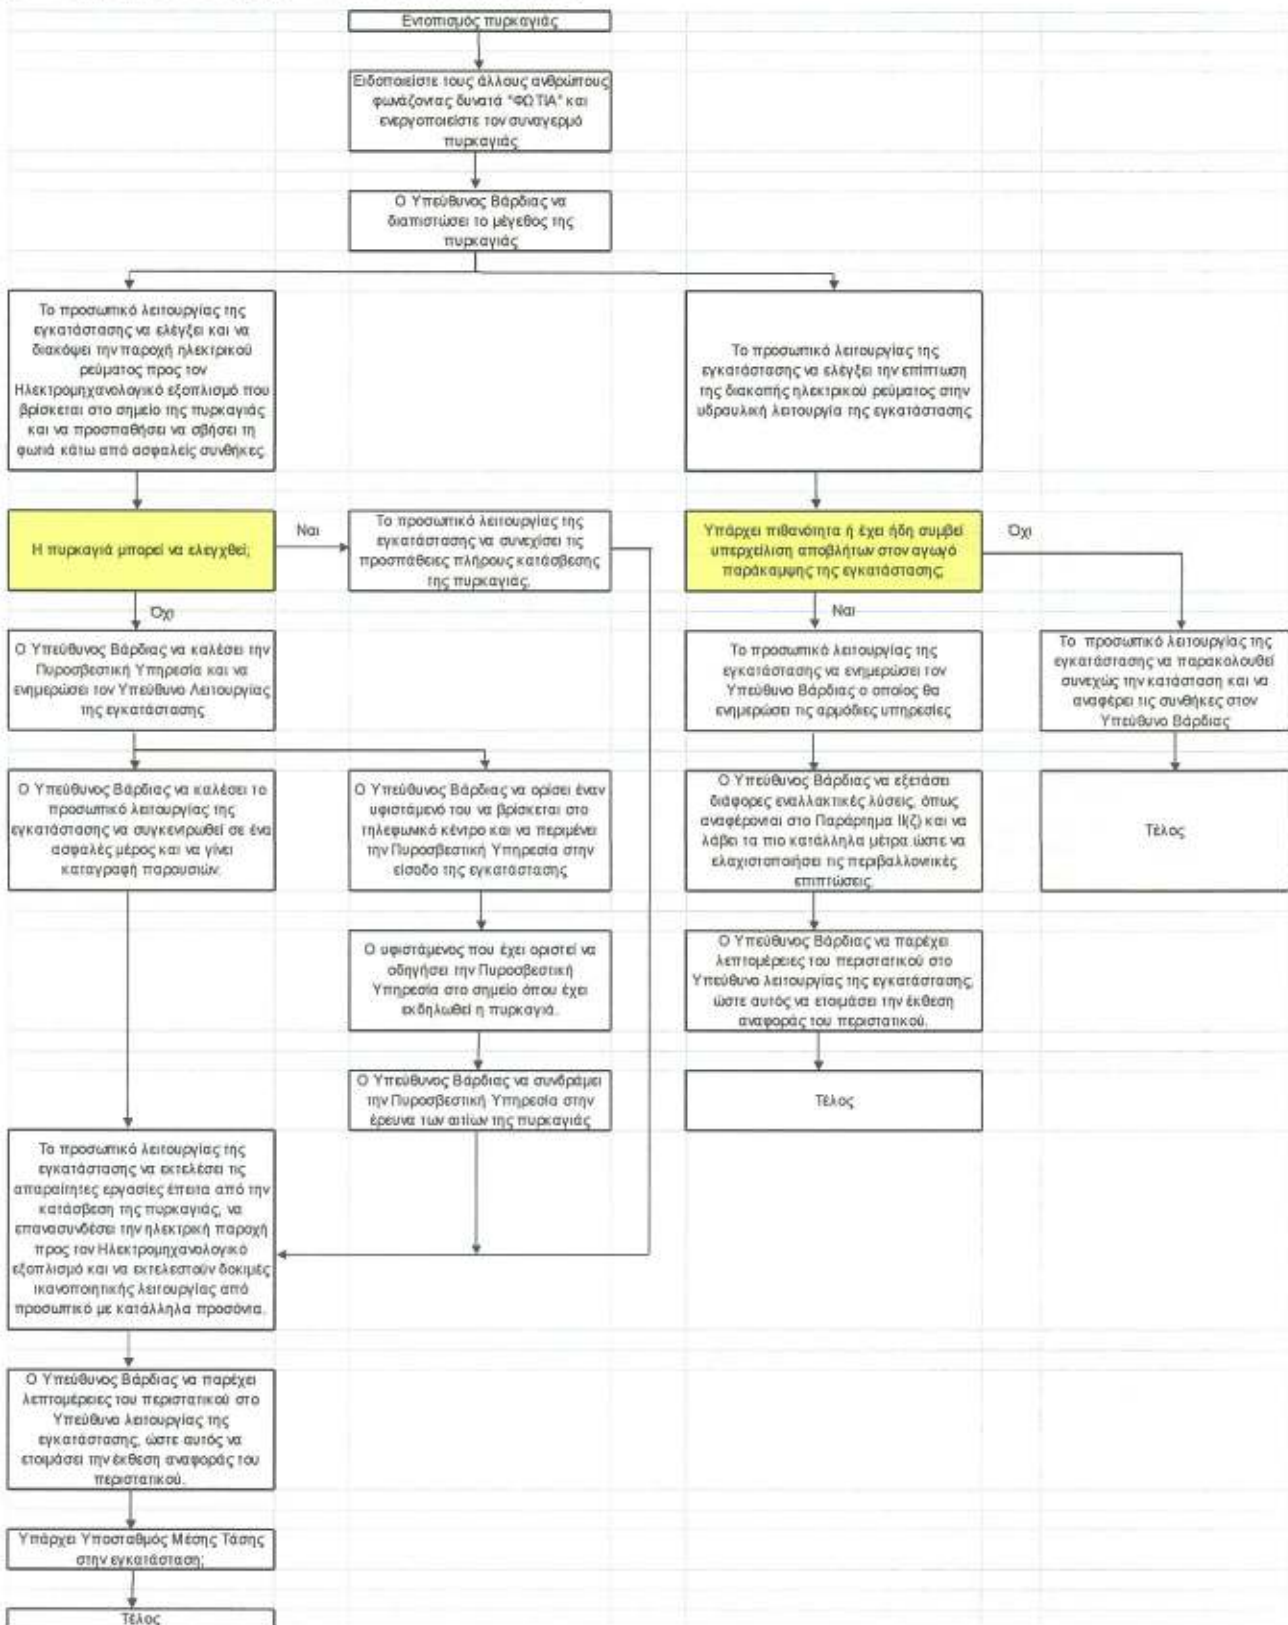 Εντοπισμός πυρκαγιάς
Ειδοποιείστε τους άλλους ανθρώπους
φωνάζοντας δυνατά "ΦΩΤΙΑ" και
ενεργοποιείστε τον συναγερμό
πυρκαγιάς
Ο Υπεύθυνος Βάρδιας να
διαπιστώσει το μέγεθος της
πυρκαγιάς
Το προσωπικό λειτουργίας της
εγκατάστασης να ελέγξει και να
διακόψει την παροχή ηλεκτρικού
ρεύματος προς τον
Ηλεκτρομηχανολογικό εξοπλισμό που
βρίσκεται στο σημείο της πυρκαγιάς
και να προσπαθήσει να σβήσει τη
φωτιά κάτω από ασφαλείς συνθήκες.
Το προσωπικό λειτουργίας της
εγκατάστασης να ελέγξει την επίπτωση
της διακοπής ηλεκτρικού ρεύματος στην
υδραυλική λειτουργία της εγκατάστασης
Η πυρκαγιά μπορεί να ελεγχθεί;
Ναι
Το προσωπικό λειτουργίας της
εγκατάστασης να συνεχίσει τις
προσπάθειες πλήρους κατάσβεσης
της πυρκαγιάς.
Υπάρχει πιθανότητα ή έχει ήδη συμβεί
υπερχείλιση αποβλήτων στον αγωγό
παράκαμψης της εγκατάστασης;
Όχι
Όχι
Ναι
Ο Υπεύθυνος Βάρδιας να καλέσει την
Πυροσβεστική Υπηρεσία και να
ενημερώσει τον Υπεύθυνο Λειτουργίας
της εγκατάστασης
Το προσωπικό λειτουργίας της
εγκατάστασης να ενημερώσει τον
Υπεύθυνο Βάρδιας ο οποίος θα
ενημερώσει τις αρμόδιες υπηρεσίες
Το προσωπικό λειτουργίας της
εγκατάστασης να παρακολουθεί
συνεχώς την κατάσταση και να
αναφέρει τις συνθήκες στον
Υπεύθυνο Βάρδιας
Ο Υπεύθυνος Βάρδιας να καλέσει το
προσωπικό λειτουργίας της
εγκατάστασης να συγκεντρωθεί σε ένα
ασφαλές μέρος και να γίνει
καταγραφή παρουσιών.
Ο Υπεύθυνος Βάρδιας να ορίσει έναν
υφιστάμενό του να βρίσκεται στο
τηλεφωνικό κέντρο και να περιμένει
την Πυροσβεστική Υπηρεσία στην
είσοδο της εγκατάστασης
Ο Υπεύθυνος Βάρδιας να εξετάσει
διάφορες εναλλακτικές λύσεις, όπως
αναφέρονται στο Παράρτημα ΙΙ(ζ) και να
λάβει τα πιο κατάλληλα μέτρα ώστε να
ελαχιστοποιήσει τις περιβαλλοντικές
επιπτώσεις.
Τέλος
Ο υφιστάμενος που έχει οριστεί να
οδηγήσει την Πυροσβεστική
Υπηρεσία στο σημείο όπου έχει
εκδηλωθεί η πυρκαγιά.
Ο Υπεύθυνος Βάρδιας να παρέχει
λεπτομέρειες του περιστατικού στο
Υπεύθυνο λειτουργίας της εγκατάστασης,
ώστε αυτός να ετοιμάσει την έκθεση
αναφοράς του περιστατικού.
Ο Υπεύθυνος Βάρδιας να συνδράμει
την Πυροσβεστική Υπηρεσία στην
έρευνα των αιτίων της πυρκαγιάς
Τέλος
Το προσωπικό λειτουργίας της
εγκατάστασης να εκτελέσει τις
απαραίτητες εργασίες έπειτα από την
κατάσβεση της πυρκαγιάς, να
επανασυνδέσει την ηλεκτρική παροχή
προς τον Ηλεκτρομηχανολογικό
εξοπλισμό και να εκτελεστούν δοκιμές
ικανοποιητικής λειτουργίας από
προσωπικό με κατάλληλα προσόντα.
Ο Υπεύθυνος Βάρδιας να παρέχει
λεπτομέρειες του περιστατικού στο
Υπεύθυνο λειτουργίας της
εγκατάστασης, ώστε αυτός να
ετοιμάσει την έκθεση αναφοράς του
περιστατικού.
Υπάρχει Υποσταθμός Μέσης Τάσης
στην εγκατάσταση;
Τέλος